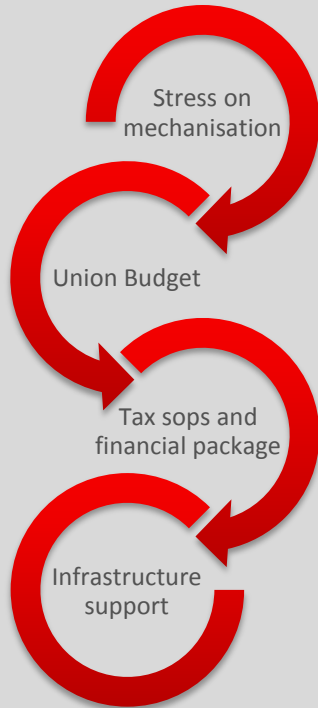 Stress on
mechanisation
Union Budget
Tax sops and
financial package
Infrastructure
support